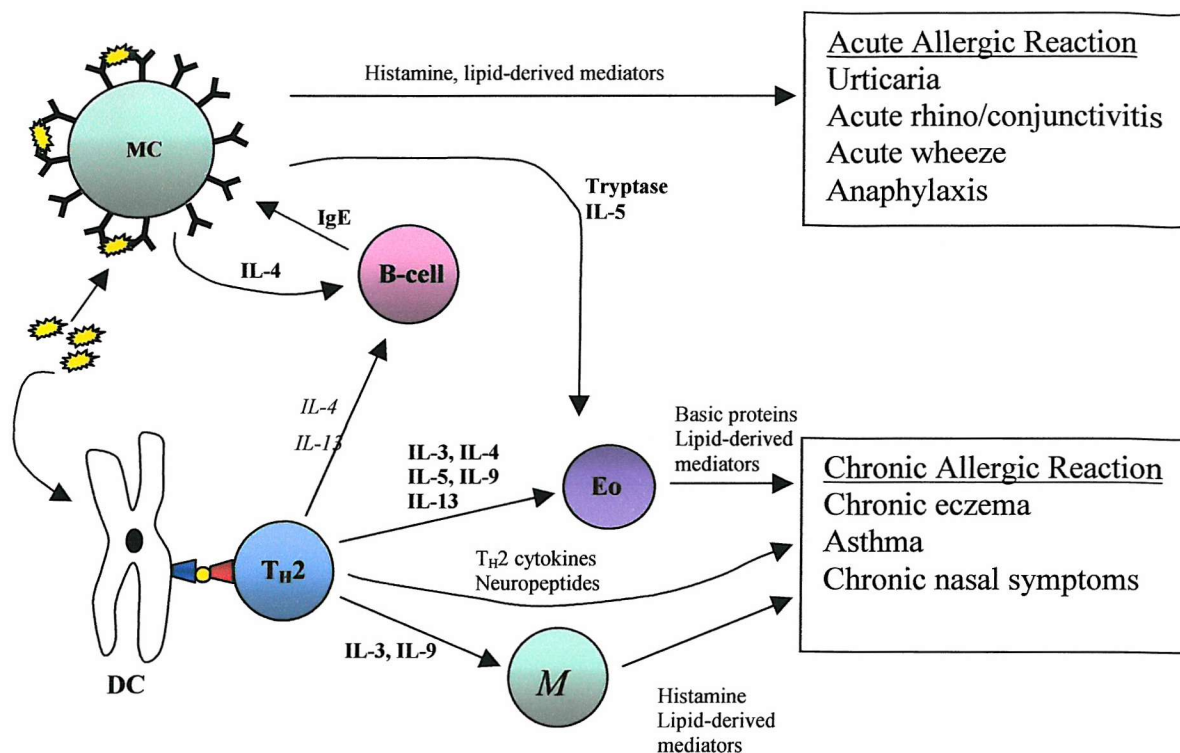 Histamine, lipid-derived mediators
Acute Allergic Reaction
Urticaria
Acute rhino/conjunctivitis
Acute wheeze
Anaphylaxis
MC
Tryptase
IL-5
IgE
IL-4
B-cell
IL-4
IL-13
IL-3, IL-4
IL-5, IL-9
IL-13
Eo
Basic proteins
Lipid-derived
mediators
Chronic Allergic Reaction
Chronic eczema
Asthma
Chronic nasal symptoms
TH2
TH2 cytokines
Neuropeptides
IL-3, IL-9
M
DC
Histamine
Lipid-derived
mediators